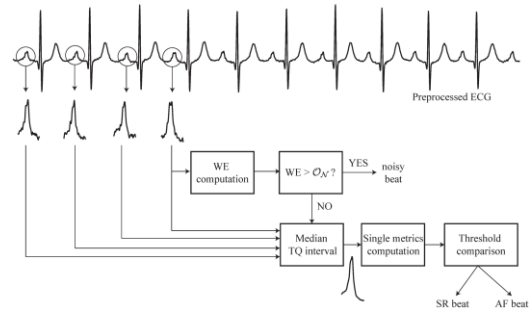 Preprocessed ECG
WE
computation
WE > 𝒪_𝒩 ?
YES
noisy
beat
NO
Median
TQ interval
Single metrics
computation
Threshold
comparison
SR beat
AF beat